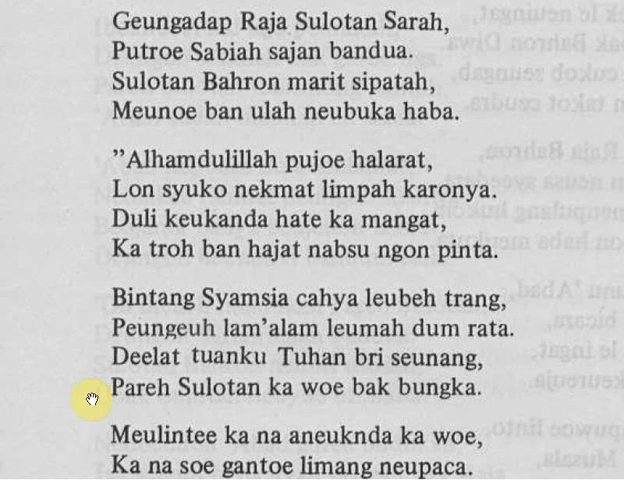 Geungadap Raja Sulotan Sarah,
Putroe Sabiah sajan bandua.
Sulotan Bahron marit sipatah,
Meunoe ban ulah neubuka haba.
”Alhamdulillah pujoe halarat,
Lon syuko nekmat limpah karonya.
Duli keukanda hate ka mangat,
Ka troh ban hajat nabsu ngon pinta.
Bintang Syamsia cahya leubeh trang,
Peungeuh lam’alam leumah dum rata.
Deelat tuanku Tuhan bri seunang,
Pareh Sulotan ka woe bak bungka.
Meulintee ka na aneuknda ka woe,
Ka na soe gantoe limang neupaca.